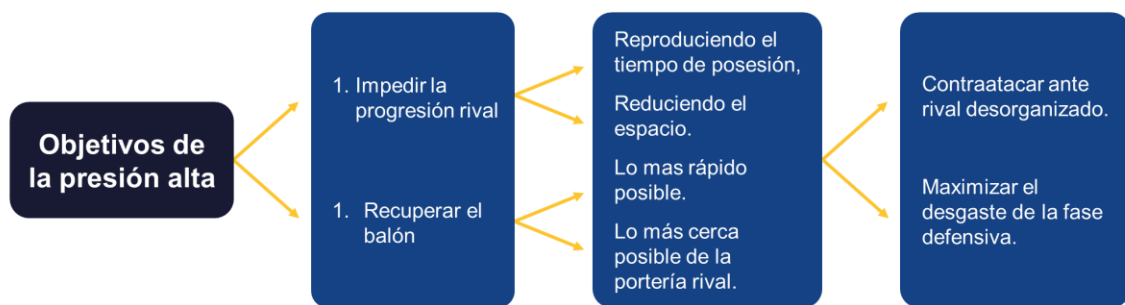 Objetivos de
la presión alta
1. Impedir la
progresión rival
1. Recuperar el
balón
Reproduciendo el
tiempo de posesión,
Reduciendo el
espacio.
Lo mas rápido
posible.
Lo más cerca
posible de la
portería rival.
Contraatacar ante
rival desorganizado.
Maximizar el
desgaste de la fase
defensiva.